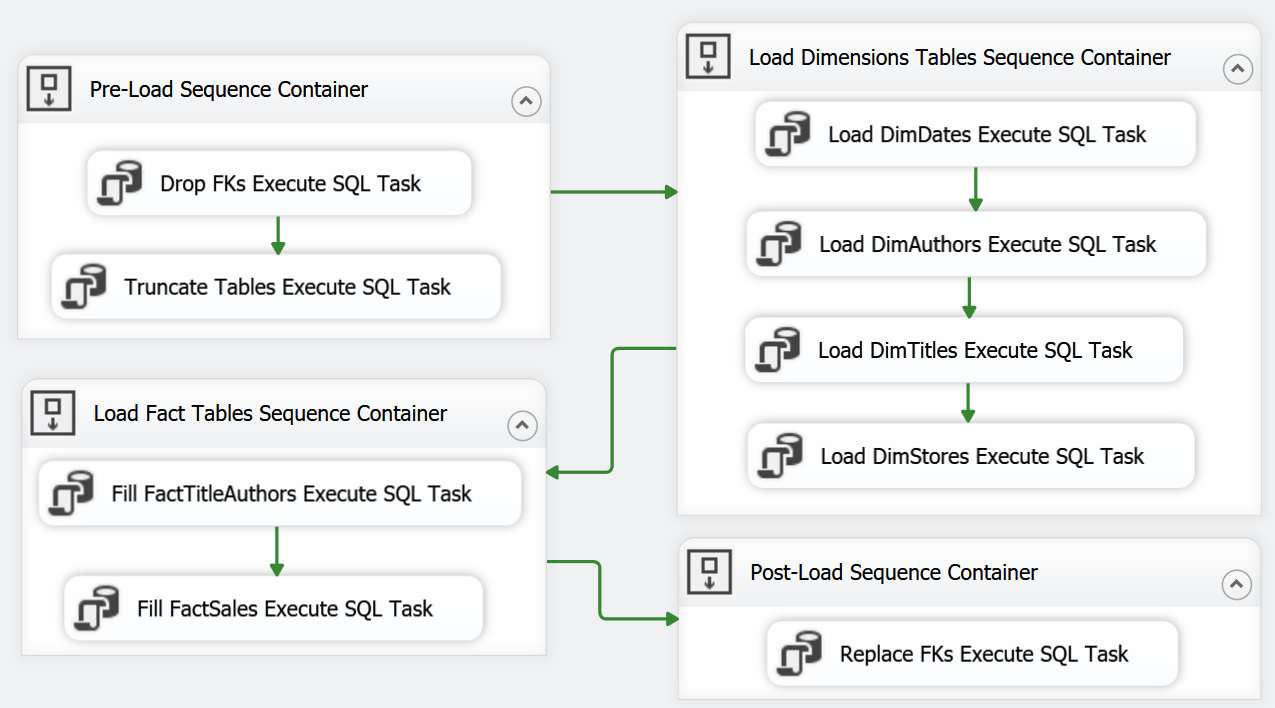 Pre-Load Sequence Container
Drop FKs Execute SQL Task
Truncate Tables Execute SQL Task
Load Dimensions Tables Sequence Container
Load DimDates Execute SQL Task
Load DimAuthors Execute SQL Task
Load DimTitles Execute SQL Task
Load DimStores Execute SQL Task
Load Fact Tables Sequence Container
Fill FactTitleAuthors Execute SQL Task
Fill FactSales Execute SQL Task
Post-Load Sequence Container
Replace FKs Execute SQL Task